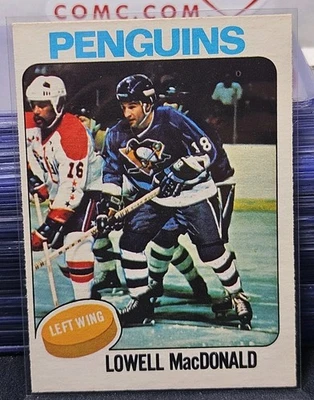 COMC.COM
PENGUINS
18
16
LEFT WING
LOWELL MacDONALD